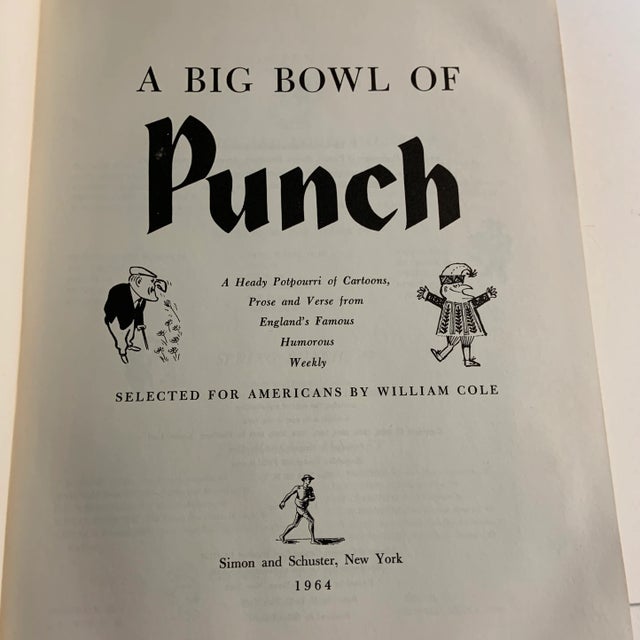 A BIG BOWL OF
Punch
A Heady Potpourri of Cartoons,
Prose and Verse from
England's Famous
Humorous
Weekly
SELECTED FOR AMERICANS BY WILLIAM COLE
Simon and Schuster, New York
1964